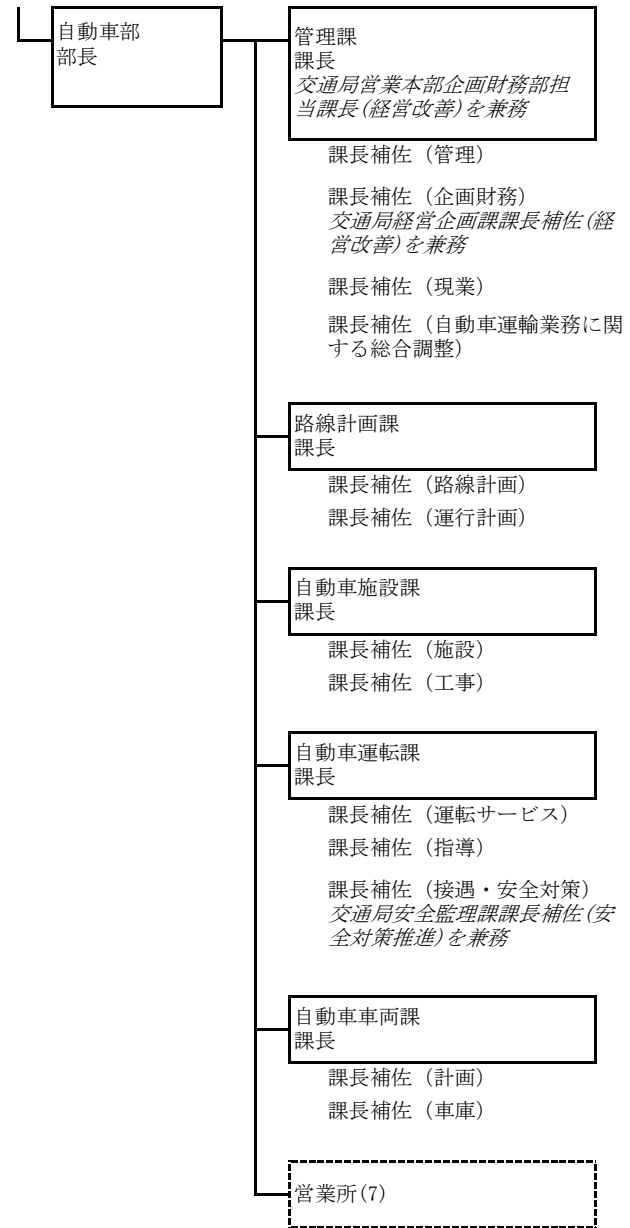 自動車部
部長
管理課
課長
交通局営業本部企画財務部担
当課長(経営改善)を兼務
課長補佐（管理）
課長補佐（企画財務）
交通局経営企画課課長補佐(経
営改善)を兼務
課長補佐（現業）
課長補佐（自動車運輸業務に関
する総合調整）
路線計画課
課長
課長補佐（路線計画）
課長補佐（運行計画）
自動車施設課
課長
課長補佐（施設）
課長補佐（工事）
自動車運転課
課長
課長補佐（運転サービス）
課長補佐（指導）
課長補佐（接遇・安全対策）
交通局安全監理課課長補佐(安
全対策推進)を兼務
自動車車両課
課長
課長補佐（計画）
課長補佐（車庫）
営業所(7)